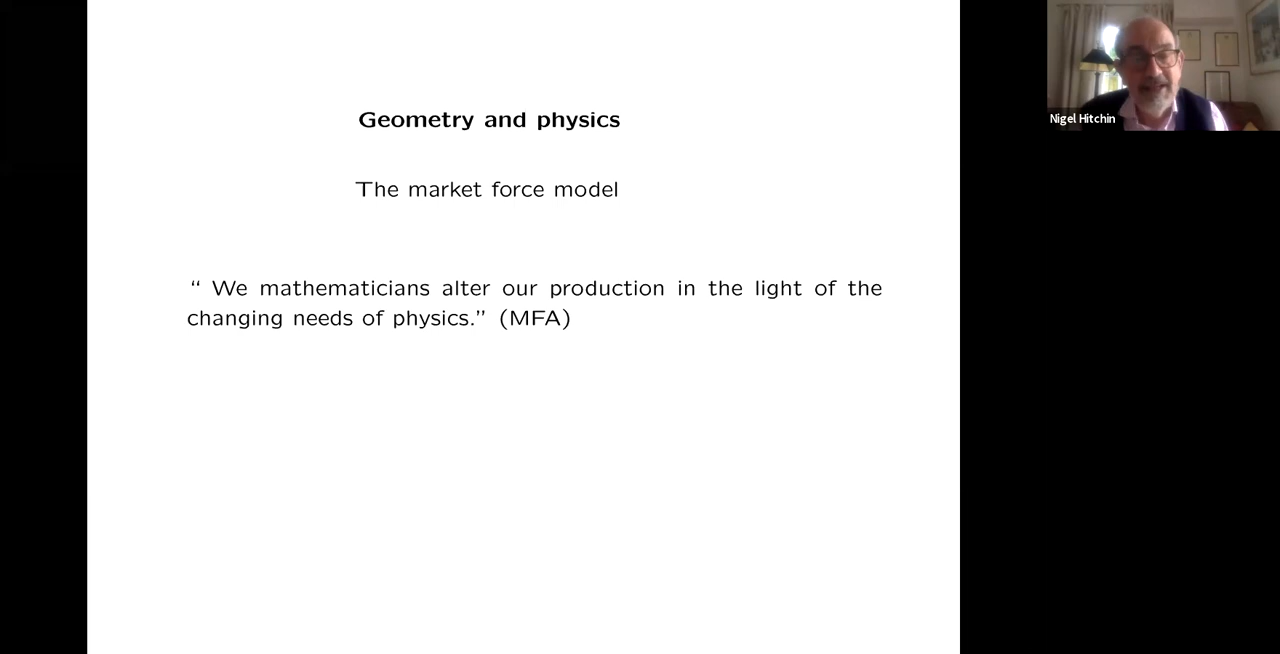 Geometry and physics
The market force model
“ We mathematicians alter our production in the light of the
changing needs of physics.” (MFA)
Nigel Hitchin